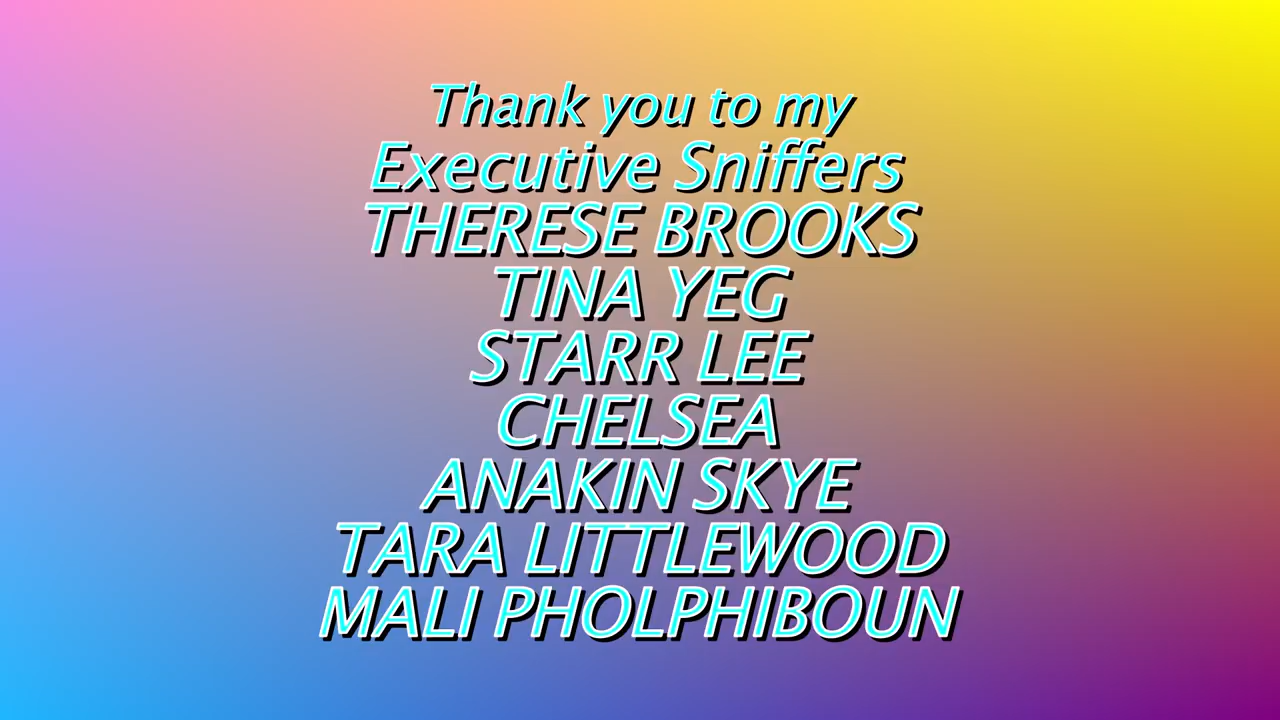 Thank you to my
Executive Sniffers
THERESE BROOKS
TINA YEG
STARR LEE
CHELSEA
ANAKIN SKYE
TARA LITTLEWOOD
MALI PHOLPHIBOUN